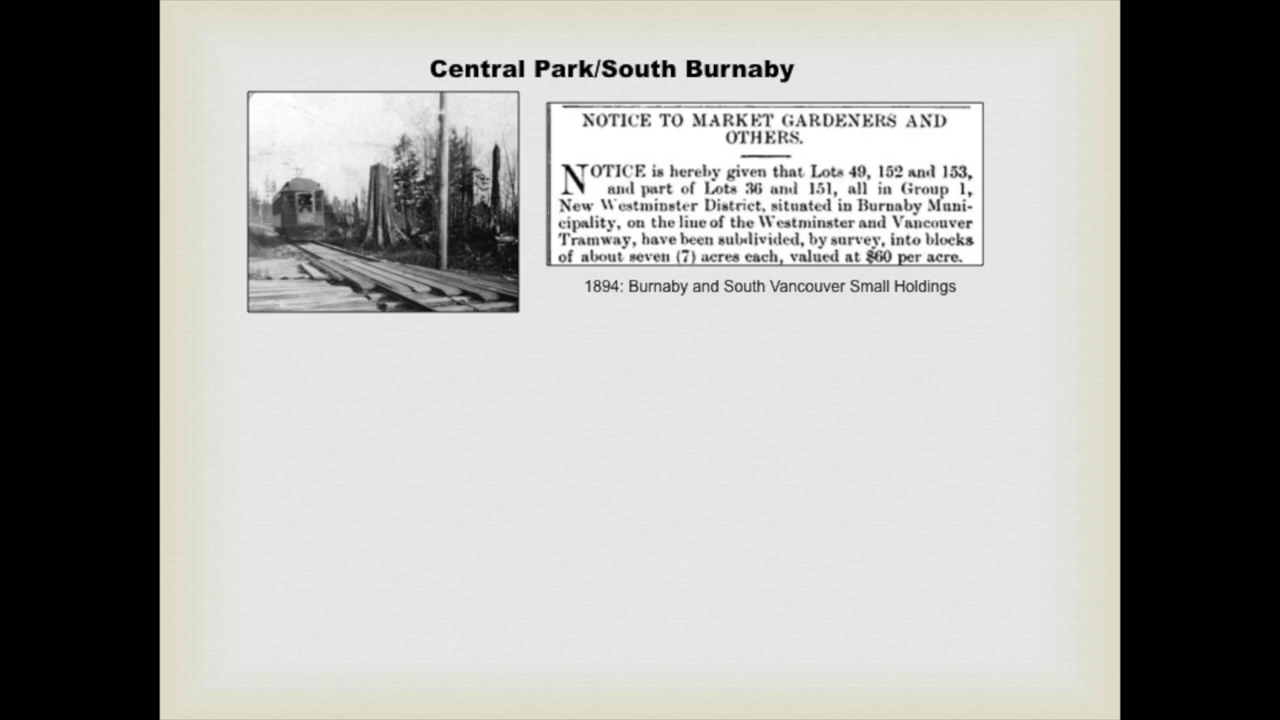 Central Park/South Burnaby
NOTICE TO MARKET GARDENERS AND
OTHERS.
NOTICE is hereby given that Lots 49, 152 and 153,
and part of Lots 36 and 151, all in Group 1,
New Westminster District, situated in Burnaby Muni-
cipality, on the line of the Westminster and Vancouver
Tramway, have been subdivided, by survey, into blocks
of about seven (7) acres each, valued at $60 per acre.
1894: Burnaby and South Vancouver Small Holdings